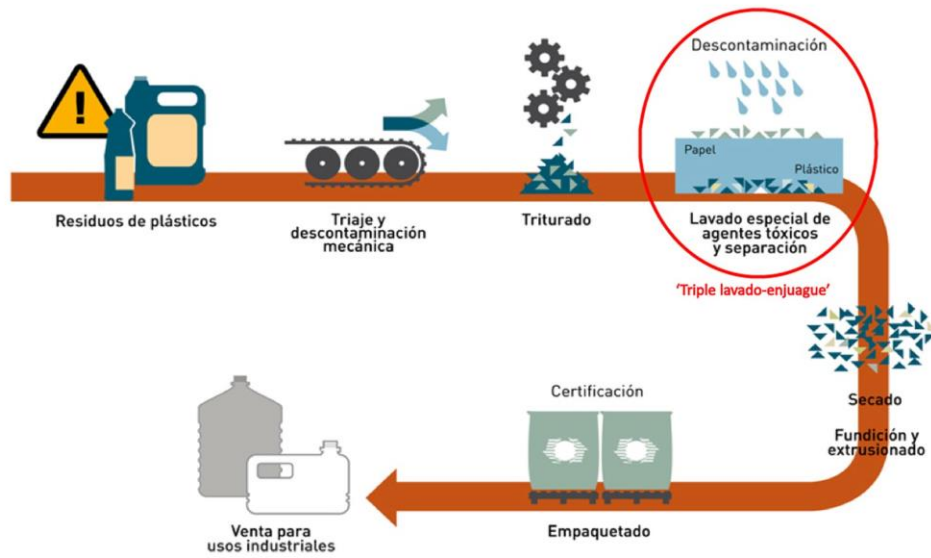 Descontaminación
Papel
Plástico
Residuos de plásticos
Triaje y
descontaminación
mecánica
Triturado
Lavado especial de
agentes tóxicos
y separación
'Triple lavado-enjuague'
Secado
Fundición y
extrusionado
Certificación
Empaquetado
Venta para
usos industriales